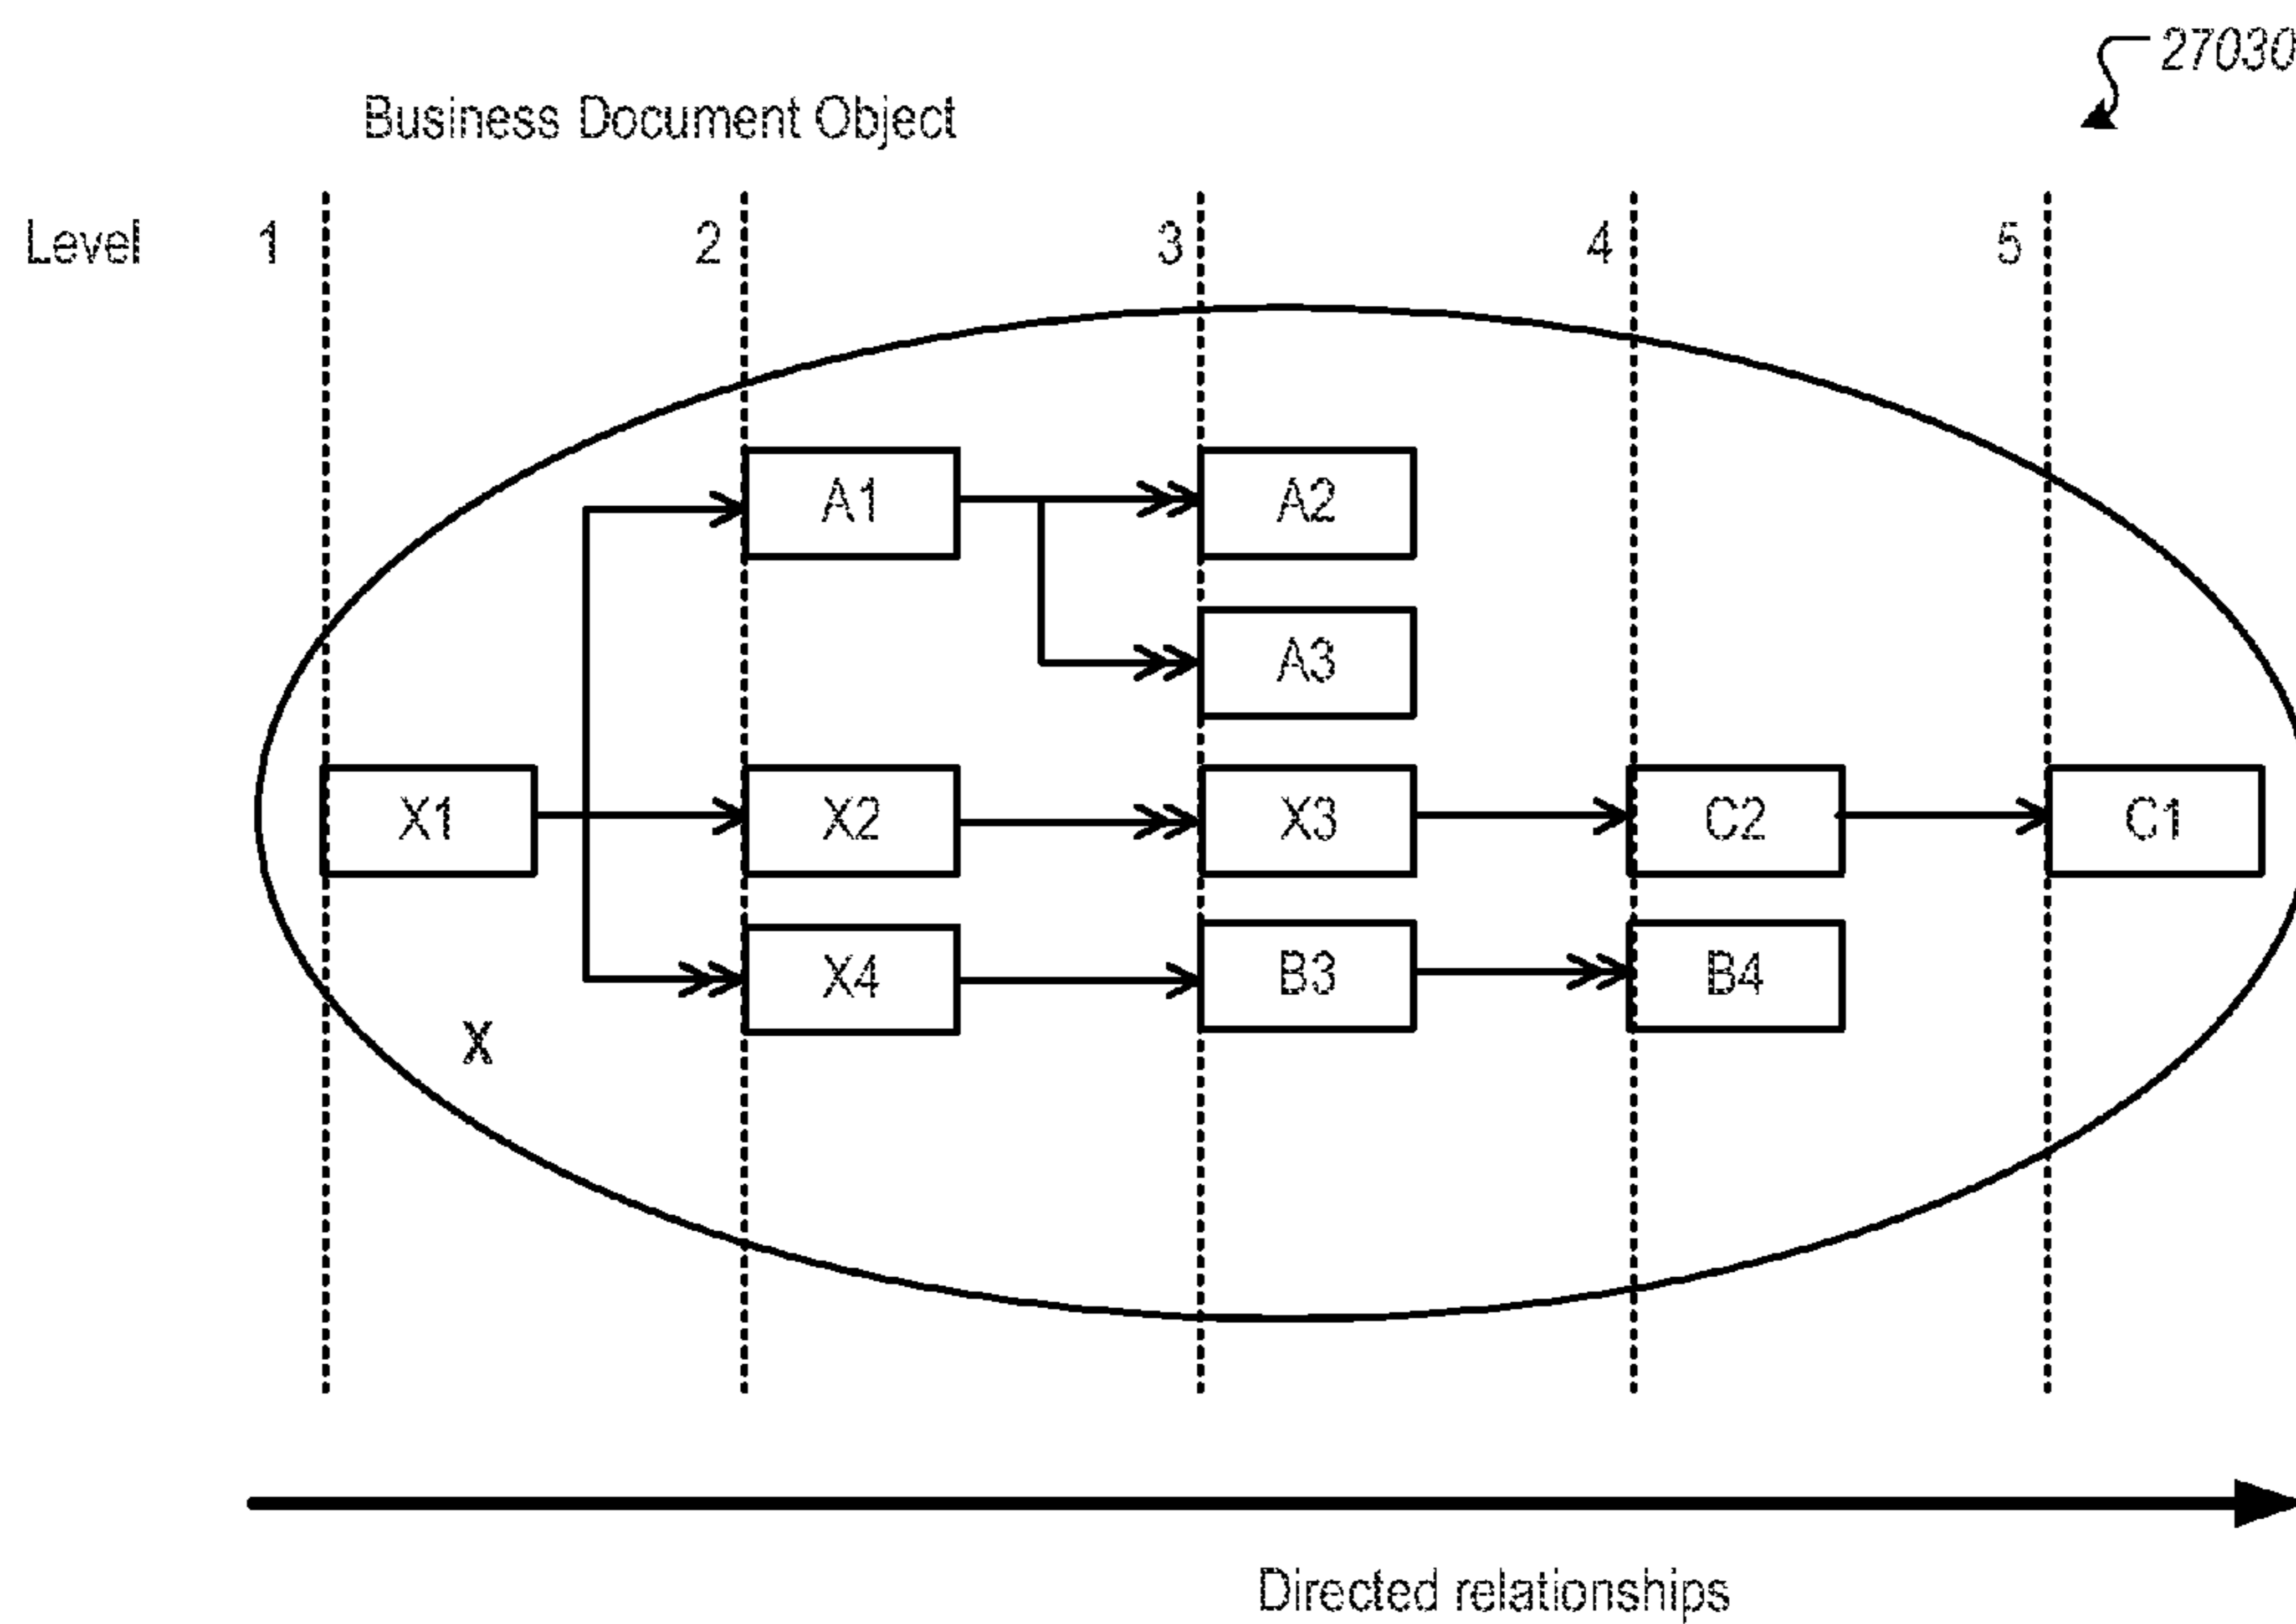 27030
Business Document Object
Level 1 2 3 4 5
A1 A2
A3
X1 X2 X3 C2 C1
X4 B3 B4
X
Directed relationships